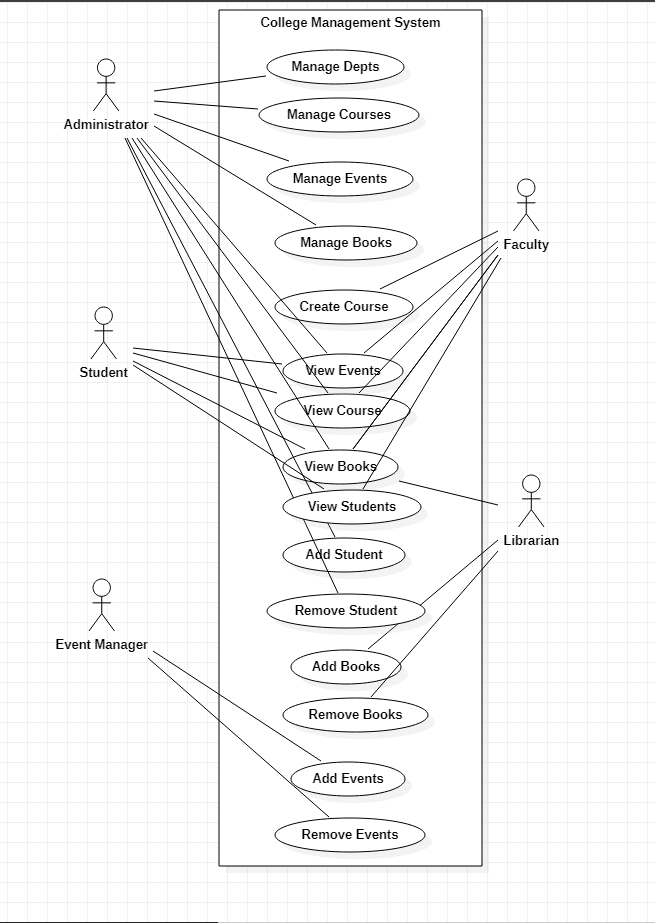 College Management System
Manage Depts
Manage Courses
Administrator
Manage Events
Manage Books
Faculty
Create Course
View Events
Student
View Course
View Books
View Students
Librarian
Add Student
Remove Student
Event Manager
Add Books
Remove Books
Add Events
Remove Events